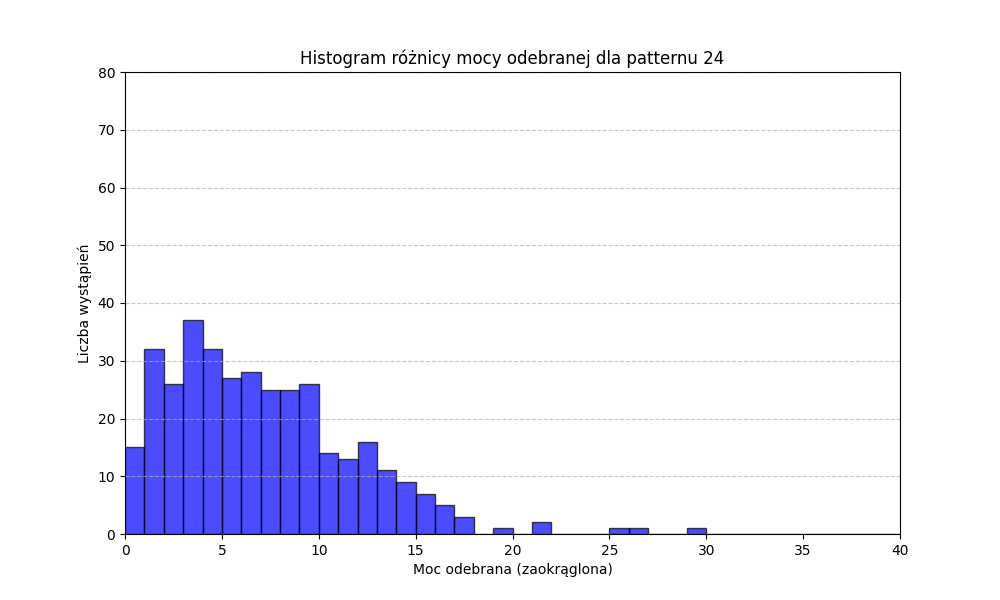 Histogram różnicy mocy odebranej dla patternu 24
80
70
60
50
40
30
20
10
0
Liczba wystąpień
0 5 10 15 20 25 30 35 40
Moc odebrana (zaokrąglona)